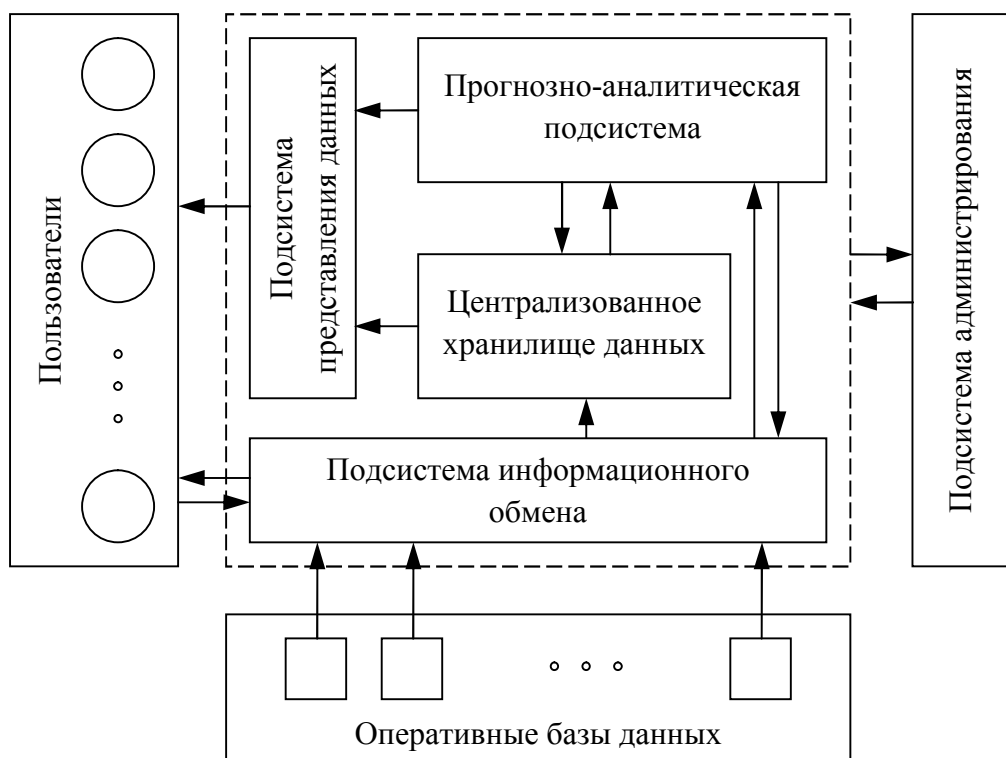 Пользователи
Подсистема
представления данных
Прогнозно-аналитическая
подсистема
Централизованное
хранилище данных
Подсистема информационного
обмена
Подсистема администрирования
Оперативные базы данных